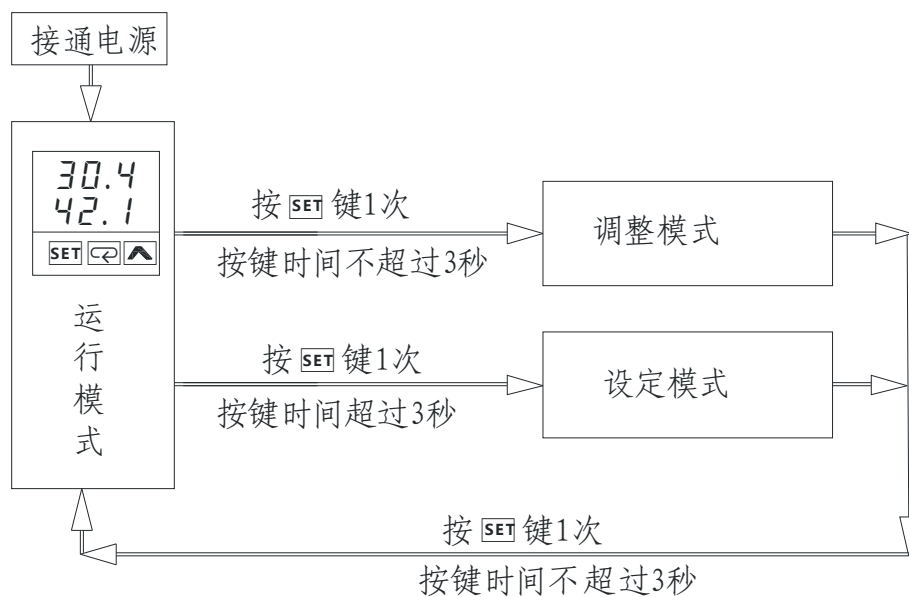 接通电源
30.4
42.1
SET
运行模式
按 SET 键1次
按键时间不超过3秒
调整模式
按 SET 键1次
按键时间超过3秒
设定模式
按 SET 键1次
按键时间不超过3秒